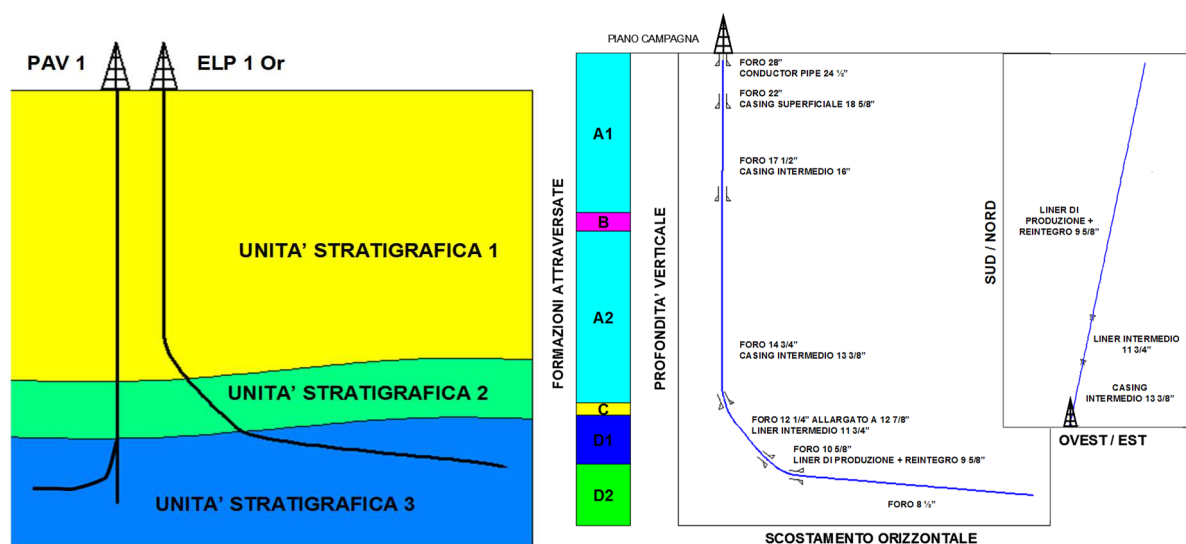 PAV 1
ELP 1 Or
UNITA' STRATIGRAFICA 1
UNITA' STRATIGRAFICA 2
UNITA' STRATIGRAFICA 3
FORMAZIONI ATTRAVERSATE
A1
B
A2
C
D1
D2
PROFONDITA' VERTICALE
PIANO CAMPAGNA
FORO 28"
CONDUCTOR PIPE 24 ½"
FORO 22"
CASING SUPERFICIALE 18 5/8"
FORO 17 1/2"
CASING INTERMEDIO 16"
FORO 14 3/4"
CASING INTERMEDIO 13 3/8"
FORO 12 1/4" ALLARGATO A 12 7/8"
LINER INTERMEDIO 11 3/4"
FORO 10 5/8"
LINER DI PRODUZIONE + REINTEGRO 9 5/8"
FORO 8 ½"
SCOSTAMENTO ORIZZONTALE
SUD / NORD
LINER DI
PRODUZIONE +
REINTEGRO 9 5/8"
LINER INTERMEDIO
11 3/4"
CASING
INTERMEDIO 13 3/8"
OVEST / EST